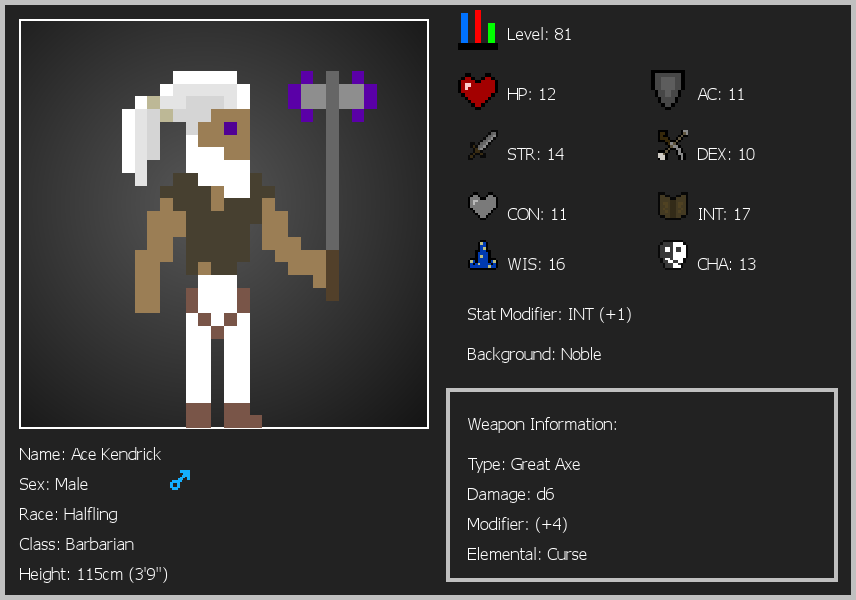 Level: 81
HP: 12
AC: 11
STR: 14
DEX: 10
CON: 11
INT: 17
WIS: 16
CHA: 13
Stat Modifier: INT (+1)
Background: Noble
Weapon Information:
Type: Great Axe
Damage: d6
Modifier: (+4)
Elemental: Curse
Name: Ace Kendrick
Sex: Male
Race: Halfling
Class: Barbarian
Height: 115cm (3'9")